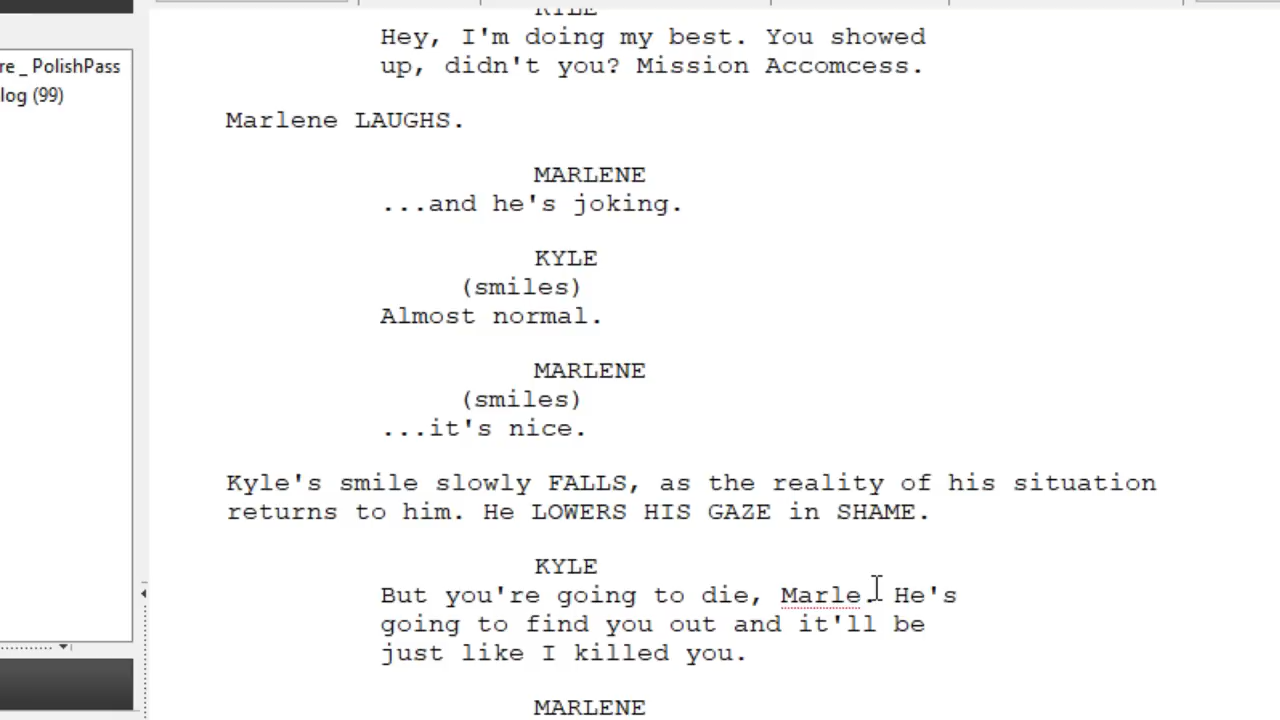 KYLE
Hey, I'm doing my best. You showed
up, didn't you? Mission Accomcess.
re_PolishPass
log (99)
Marlene LAUGHS.
MARLENE
...and he's joking.
KYLE
(smiles)
Almost normal.
MARLENE
(smiles)
...it's nice.
Kyle's smile slowly FALLS, as the reality of his situation
returns to him. He LOWERS HIS GAZE in SHAME.
KYLE
But you're going to die, Marle. He's
going to find you out and it'll be
just like I killed you.
MARLENE